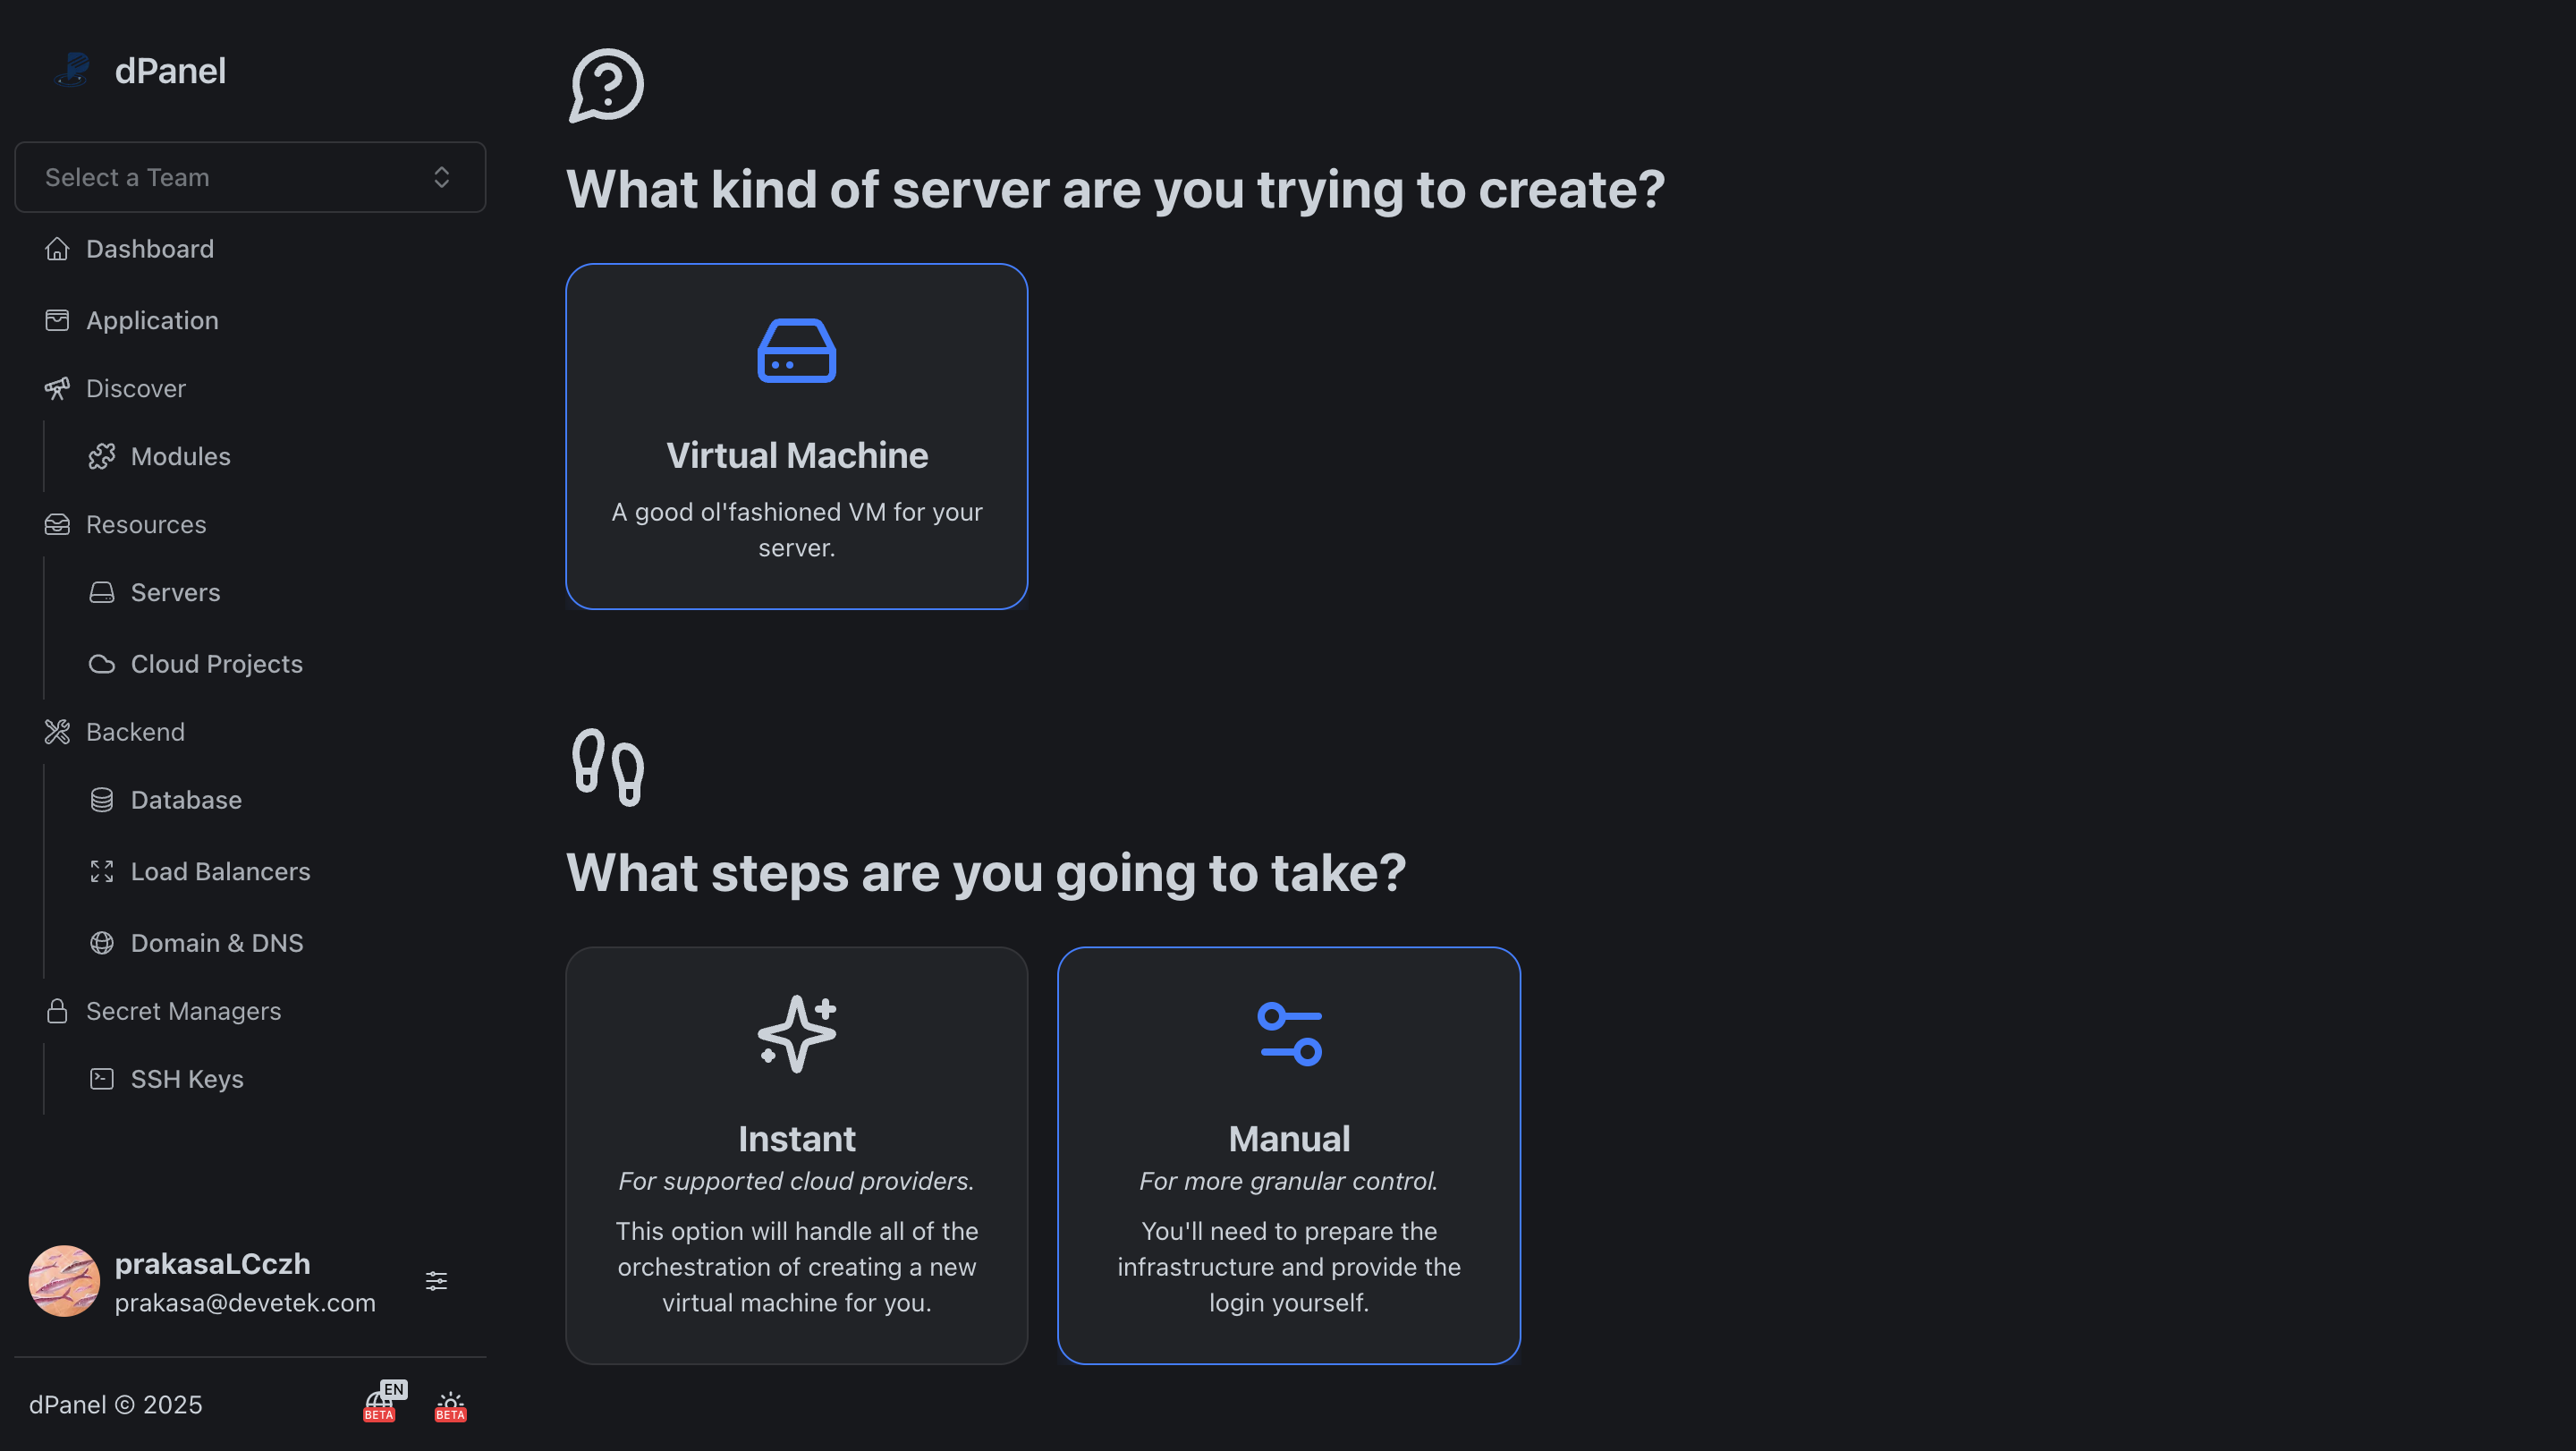 dPanel
Select a Team
Dashboard
Application
Discover
Modules
Resources
Servers
Cloud Projects
Backend
Database
Load Balancers
Domain & DNS
Secret Managers
SSH Keys
prakasaLCczh
prakasa@devetek.com
dPanel © 2025
EN
BETA
BETA
What kind of server are you trying to create?
Virtual Machine
A good ol'fashioned VM for your
server.
What steps are you going to take?
Instant
For supported cloud providers.
This option will handle all of the
orchestration of creating a new
virtual machine for you.
Manual
For more granular control.
You'll need to prepare the
infrastructure and provide the
login yourself.